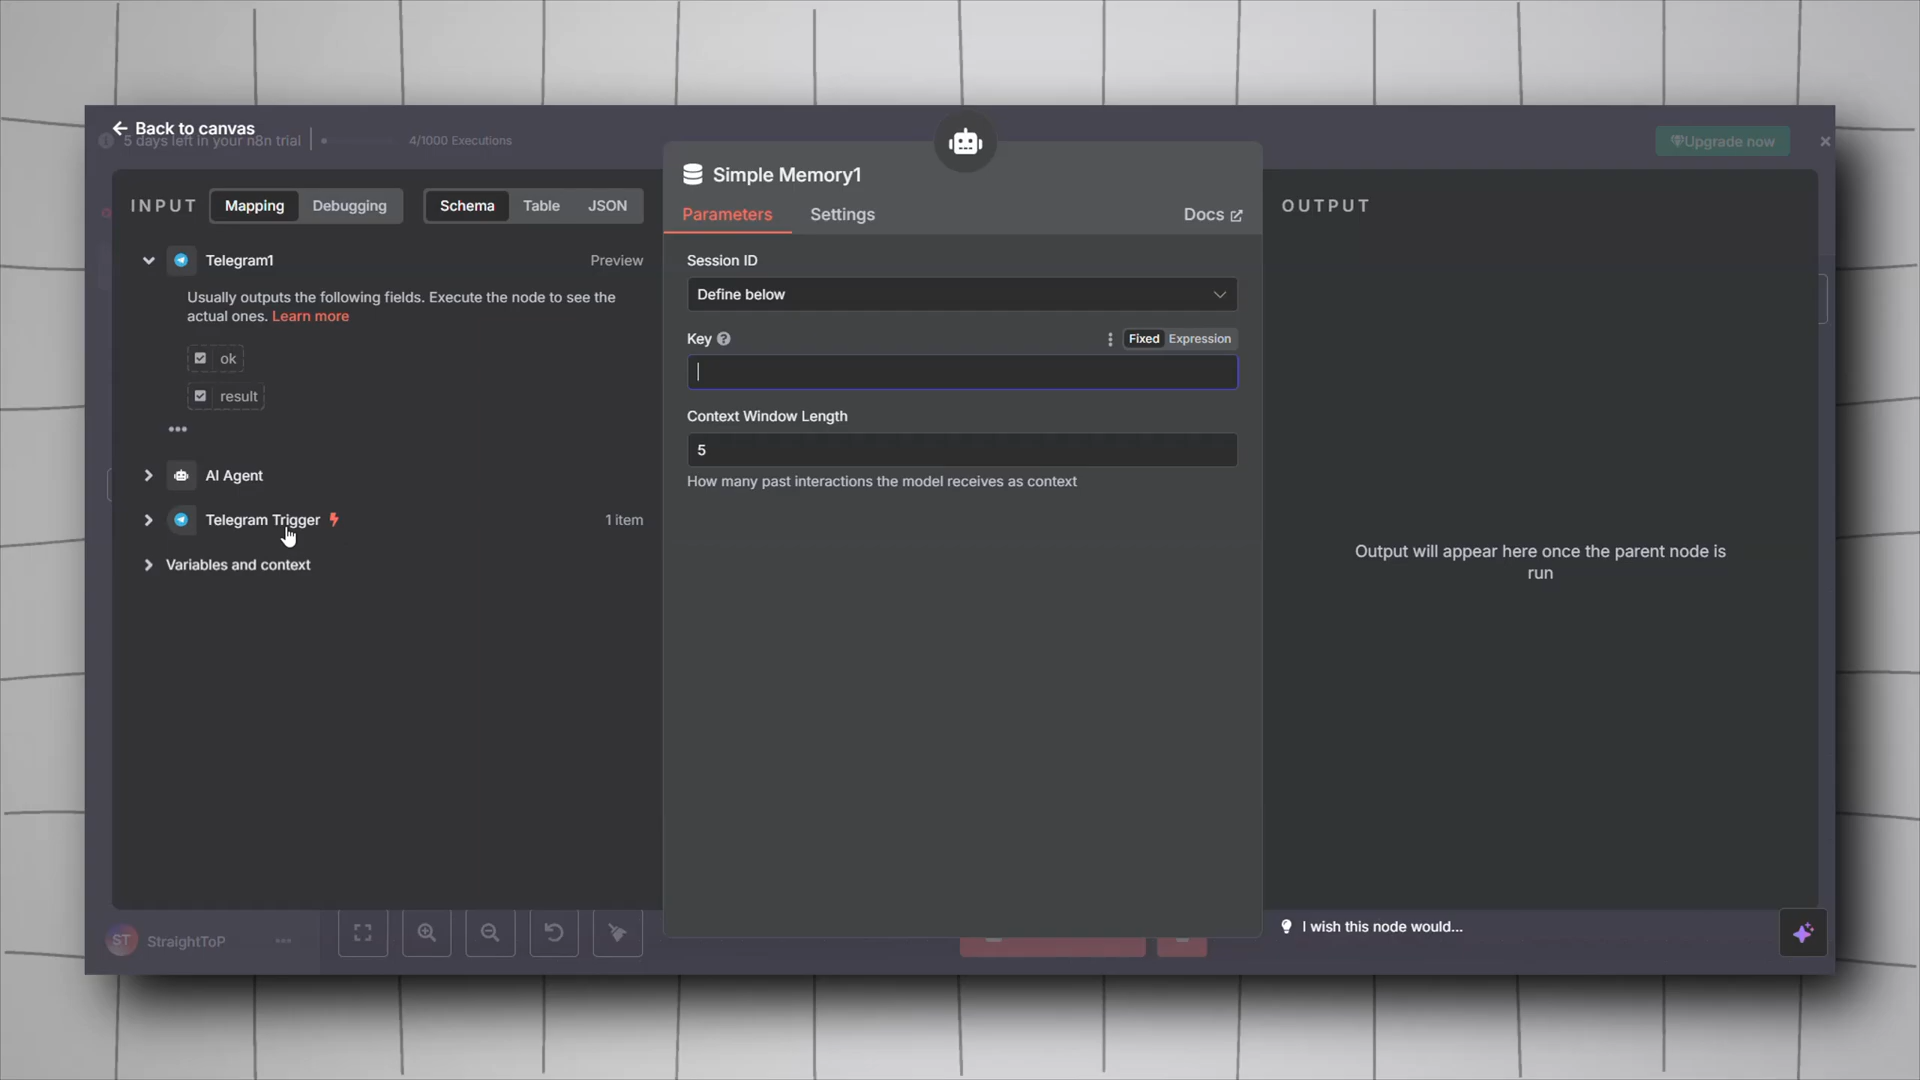 Back to canvas
5 days left in your n8n trial
4/1000 Executions
Upgrade now
INPUT
Mapping
Debugging
Schema
Table
JSON
Telegram1
Preview
Usually outputs the following fields. Execute the node to see the
actual ones. Learn more
ok
result
AI Agent
Telegram Trigger
1 item
Variables and context
Simple Memory1
Parameters
Settings
Docs
Session ID
Define below
Key
Fixed
Expression
Context Window Length
5
How many past interactions the model receives as context
OUTPUT
Output will appear here once the parent node is
run
ST
StraightToP
I wish this node would...